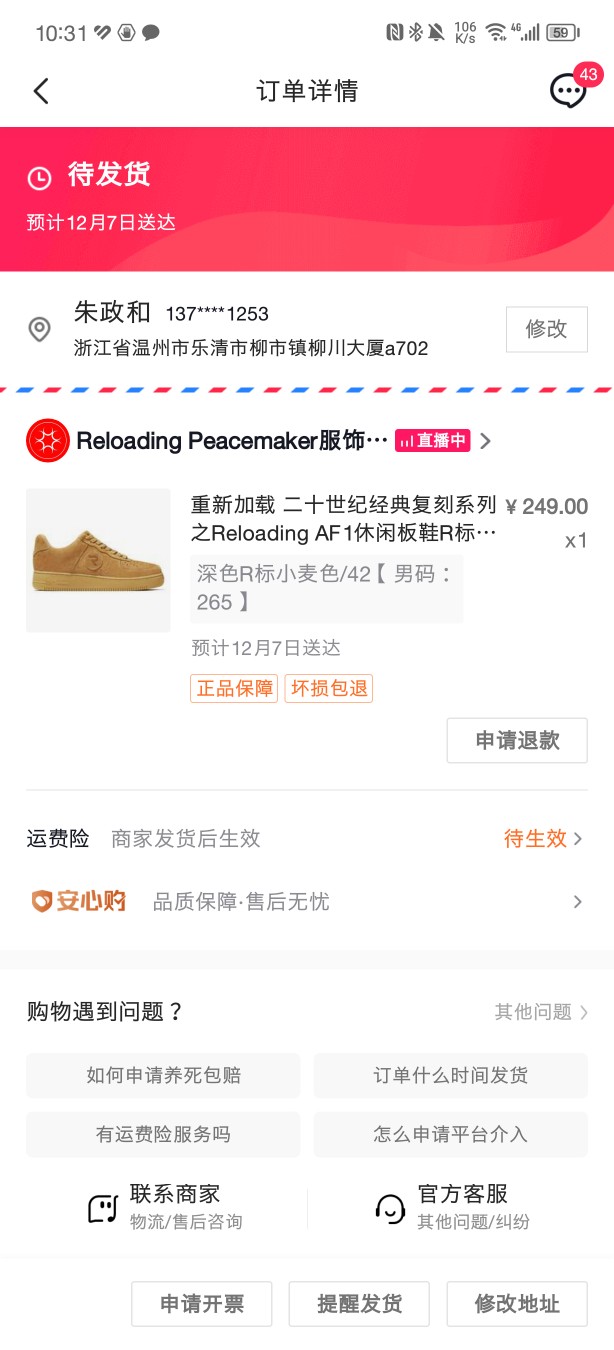 10:31
106 K/s
4G
59
订单详情
43
待发货
预计12月7日送达
朱政和 137****1253
修改
浙江省温州市乐清市柳市镇柳川大厦a702
Reloading Peacemaker服饰… 直播中
重新加载 二十世纪经典复刻系列 ¥249.00
之Reloading AF1休闲板鞋R标… x1
深色R标小麦色/42【 男码：
265 】
预计12月7日送达
正品保障 坏损包退
申请退款
运费险 商家发货后生效 待生效
安心购 品质保障·售后无忧
购物遇到问题？ 其他问题
如何申请养死包赔 订单什么时间发货
有运费险服务吗 怎么申请平台介入
联系商家 官方客服
物流/售后咨询 其他问题/纠纷
申请开票 提醒发货 修改地址